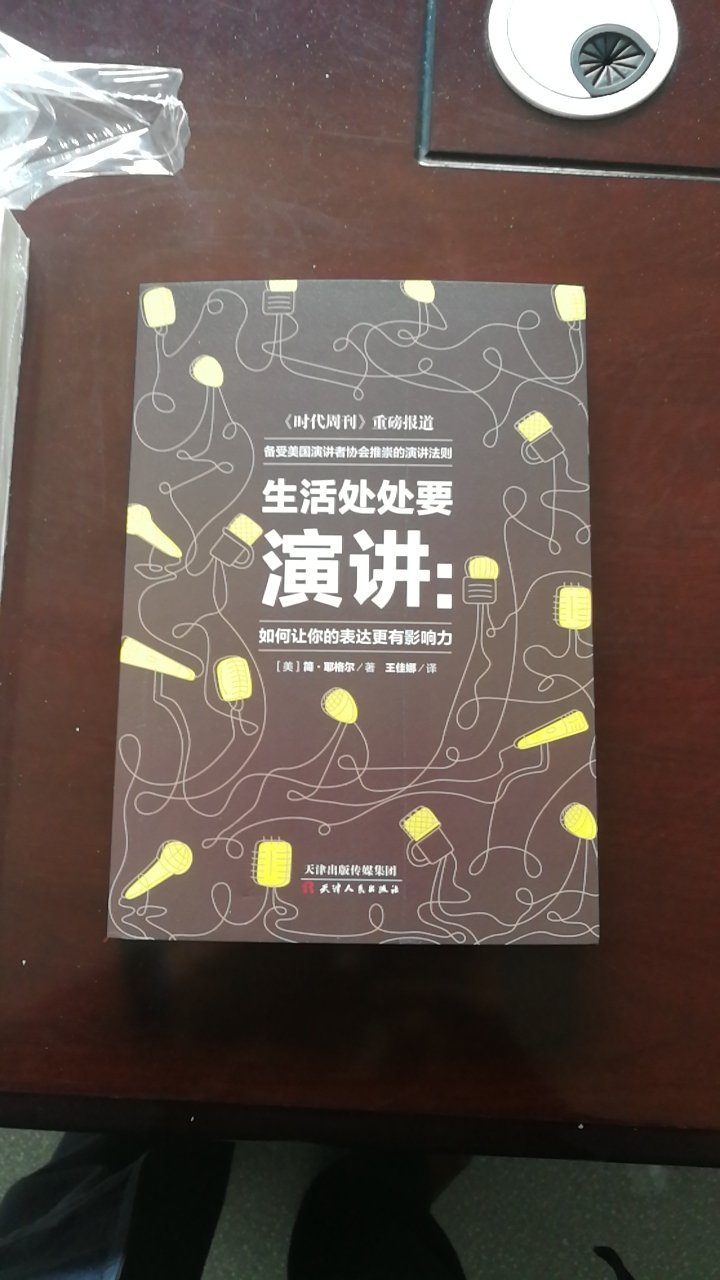 《时代周刊》重磅报道
备受美国演讲者协会推崇的演讲法则
生活处处要
演讲:
如何让你的表达更有影响力
[美]简·耶格尔/著 王佳娜/译
天津出版传媒集团
天津人民出版社